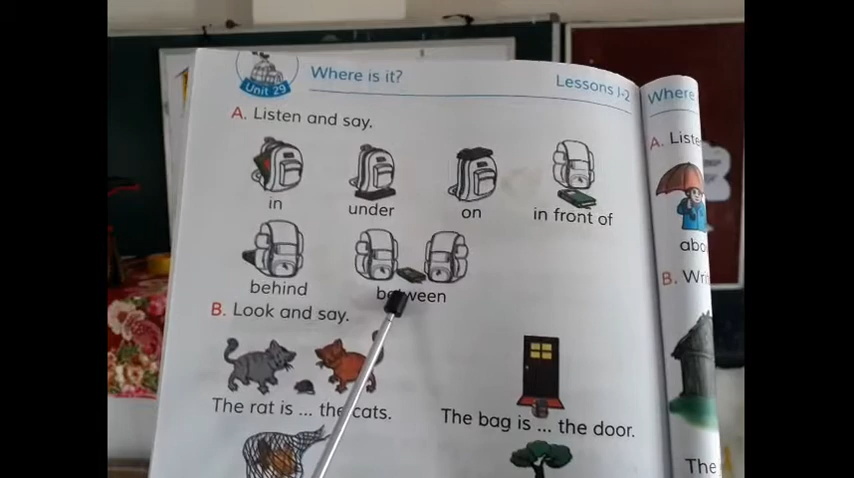 Unit 29
Where is it?
Lessons 1-2
A. Listen and say.
in
under
on
in front of
behind
between
B. Look and say.
The rat is ... the cats.
The bag is ... the door.
Where
A. Liste
abo
B. Wri
The